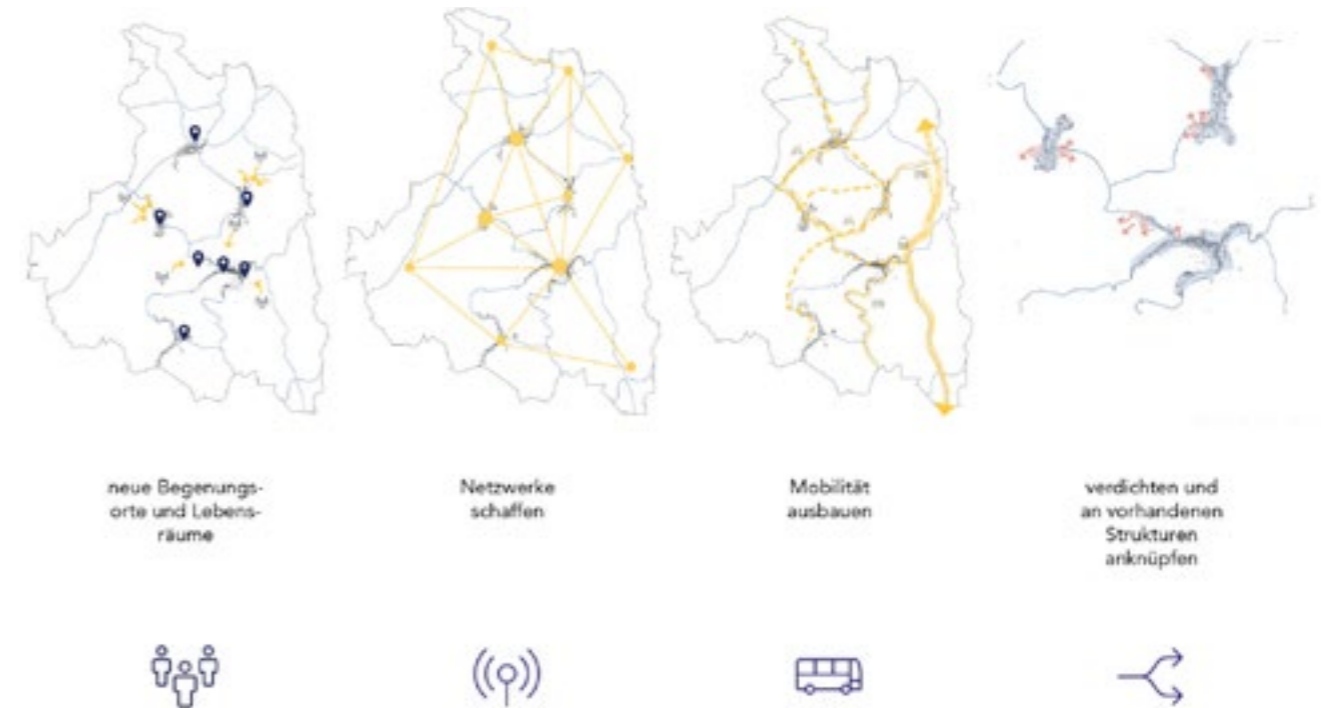 neue Begenungs-
orte und Lebens-
räume
Netzwerke
schaffen
Mobilität
ausbauen
verdichten und
an vorhandenen
Strukturen
anknüpfen